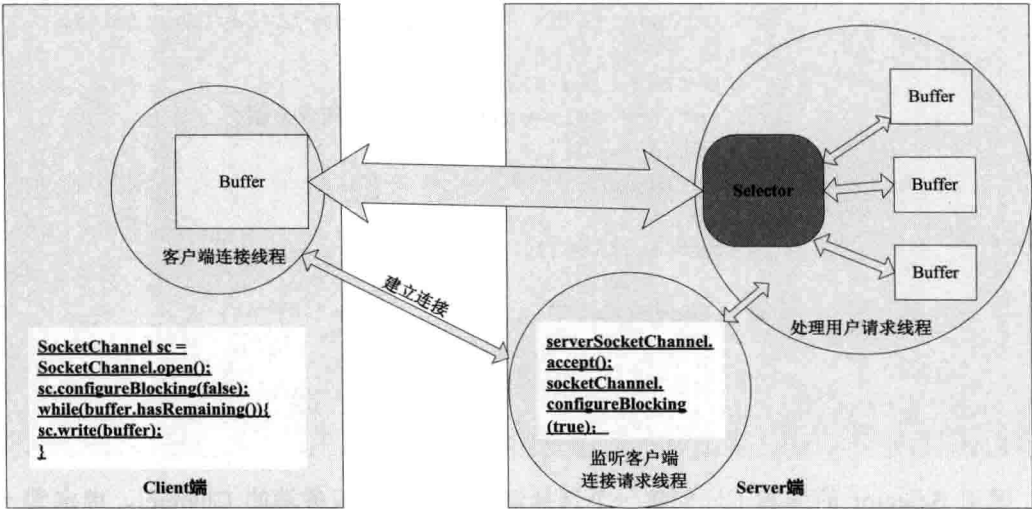 Buffer
客户端连接线程
建立连接
SocketChannel sc =
SocketChannel.open();
sc.configureBlocking(false);
while(buffer.hasRemaining()){
sc.write(buffer);
}
Client端
Selector
Buffer
Buffer
Buffer
处理用户请求线程
serverSocketChannel.
accept();
socketChannel.
configureBlocking
(true);
监听客户端
连接请求线程
Server端